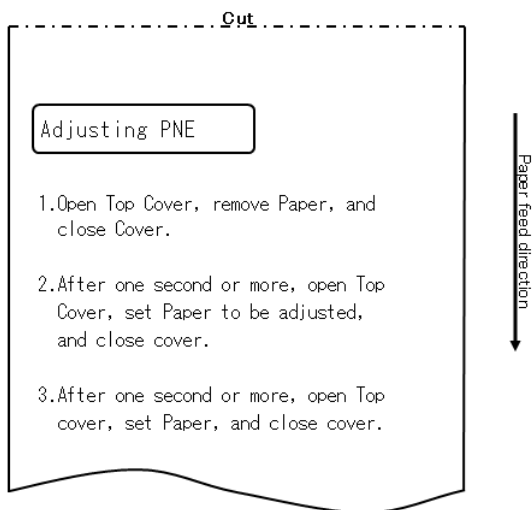 Cut
Adjusting PNE
1.Open Top Cover, remove Paper, and
close Cover.
2.After one second or more, open Top
Cover, set Paper to be adjusted,
and close cover.
3.After one second or more, open Top
cover, set Paper, and close cover.
Paper feed direction